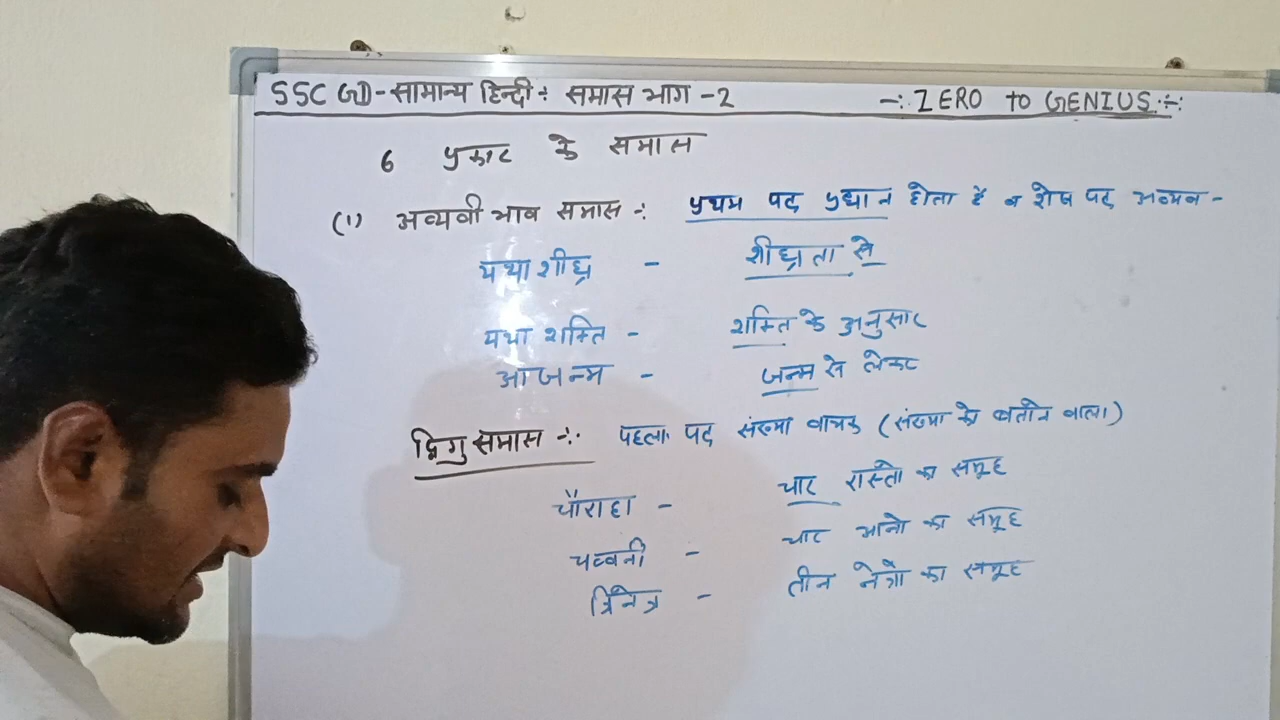 SSC GD-सामान्य हिन्दी ÷ समास भाग -2 -:. ZERO to GENIUS .÷:
6 प्रकार के समास
(1) अव्ययी भाव समास -: प्रथम पद प्रधान होता है व शेष पद अव्यय -
यथा शीघ्र - शीघ्रता से
यथा शक्ति - शक्ति के अनुसार
आजन्म - जन्म से लेकर
द्विगु समास -:. पहला पद संख्या वाचक (संख्या को बताने वाला)
चौराहा - चार रास्तो का समूह
चवन्नी - चार आनो का समूह
त्रिनेत्र - तीन नेत्रो का समूह